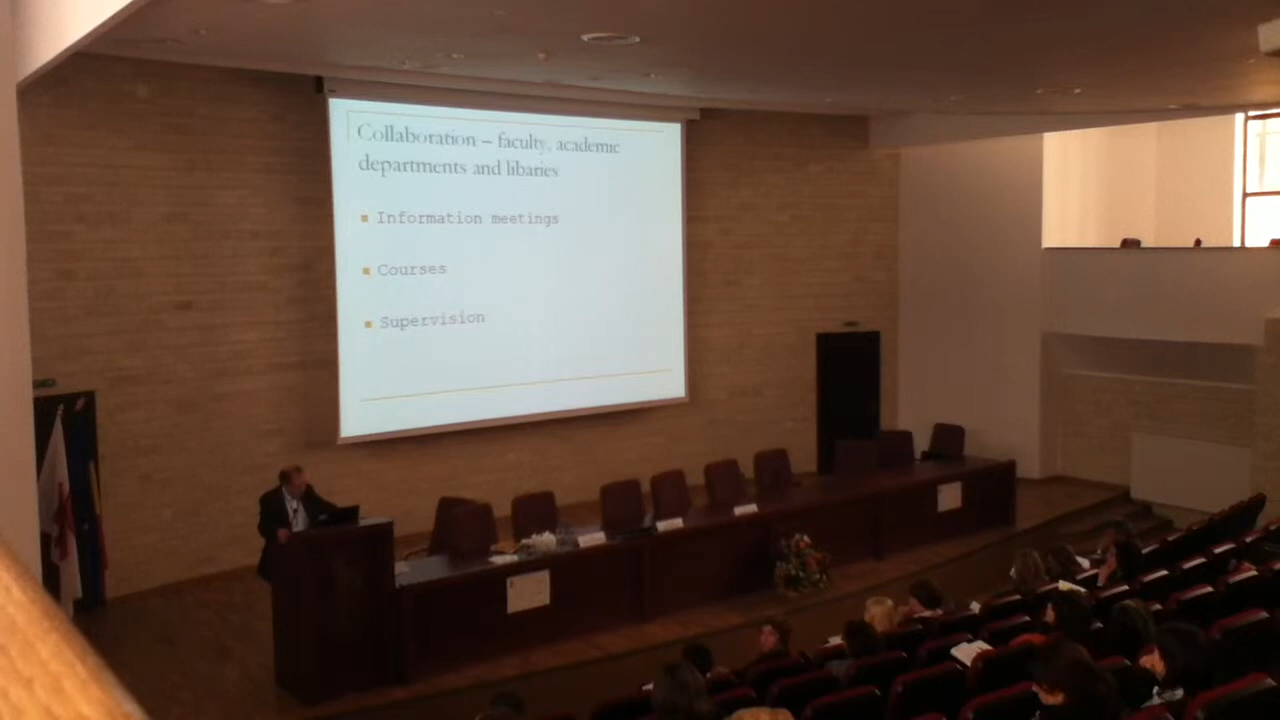 Collaboration – faculty, academic
departments and libaries
Information meetings
Courses
Supervision